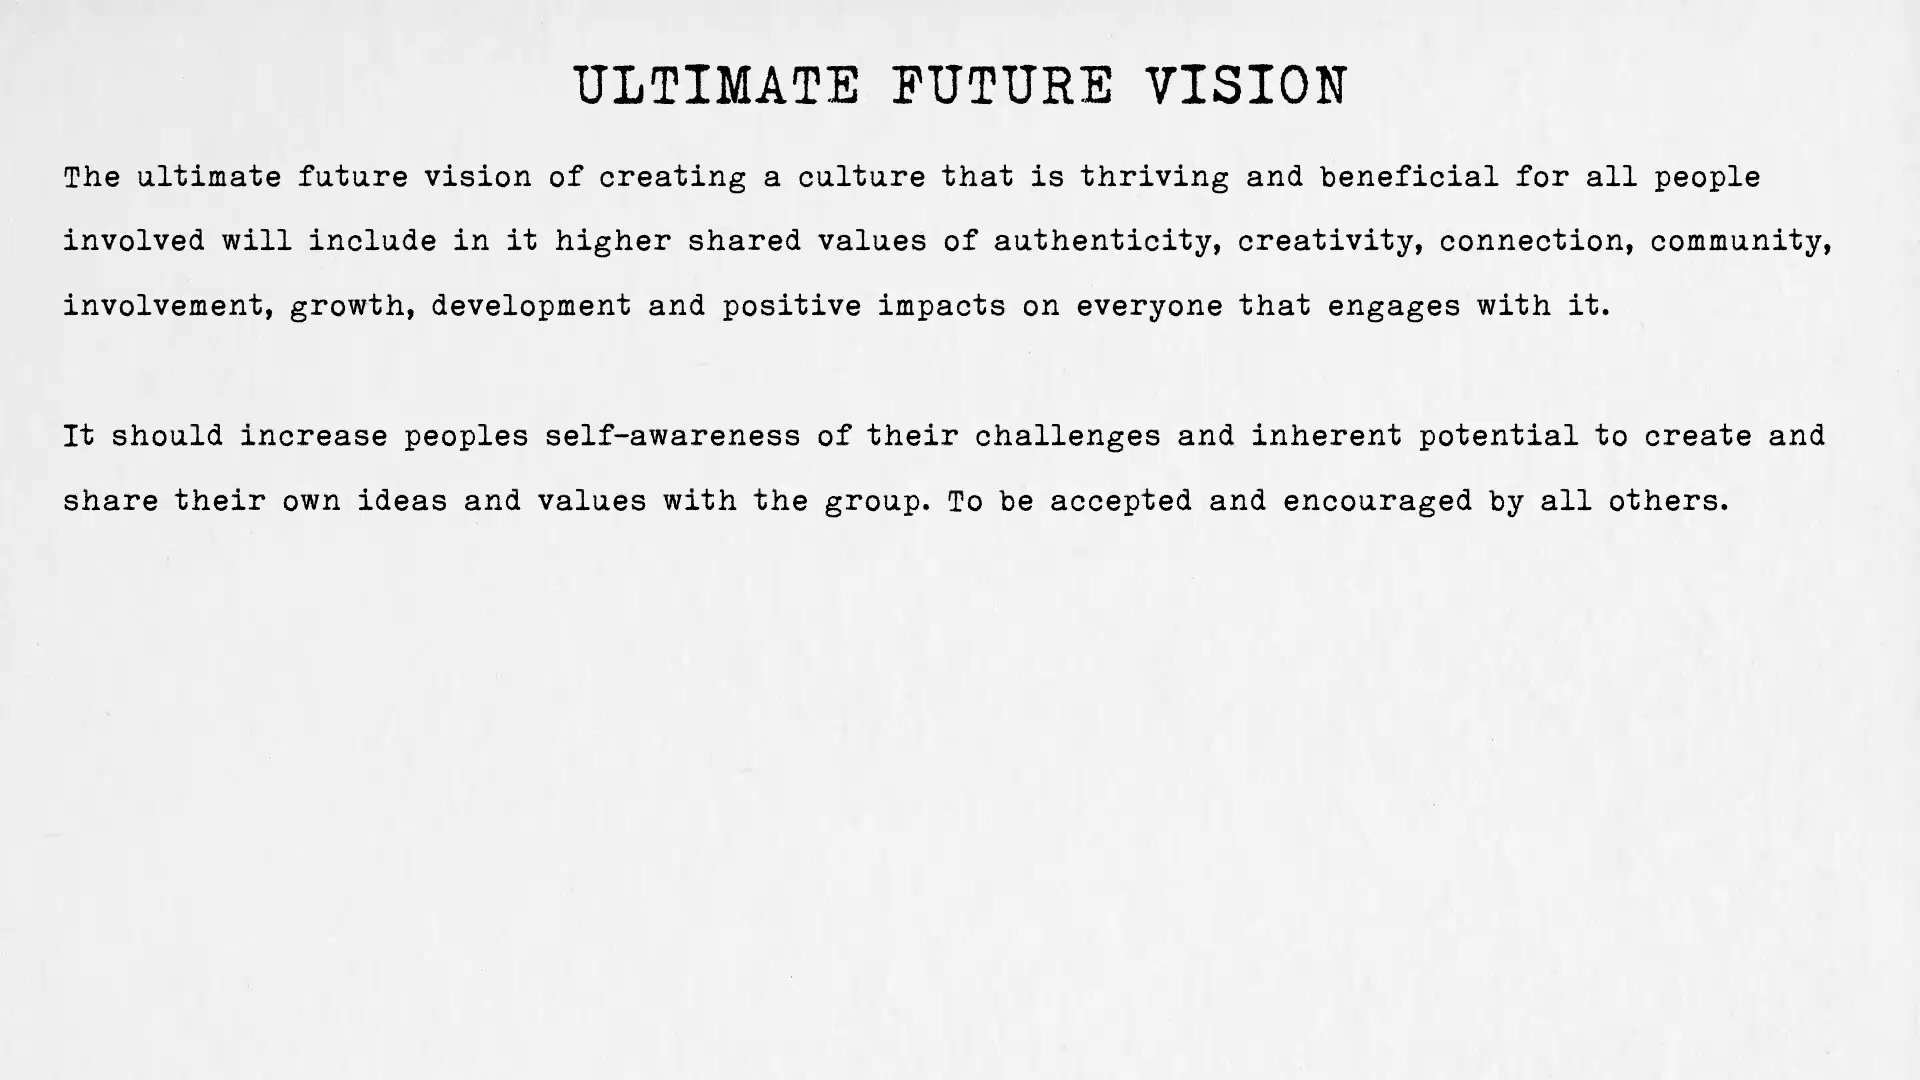 ULTIMATE FUTURE VISION
The ultimate future vision of creating a culture that is thriving and beneficial for all people
involved will include in it higher shared values of authenticity, creativity, connection, community,
involvement, growth, development and positive impacts on everyone that engages with it.
It should increase peoples self-awareness of their challenges and inherent potential to create and
share their own ideas and values with the group. To be accepted and encouraged by all others.